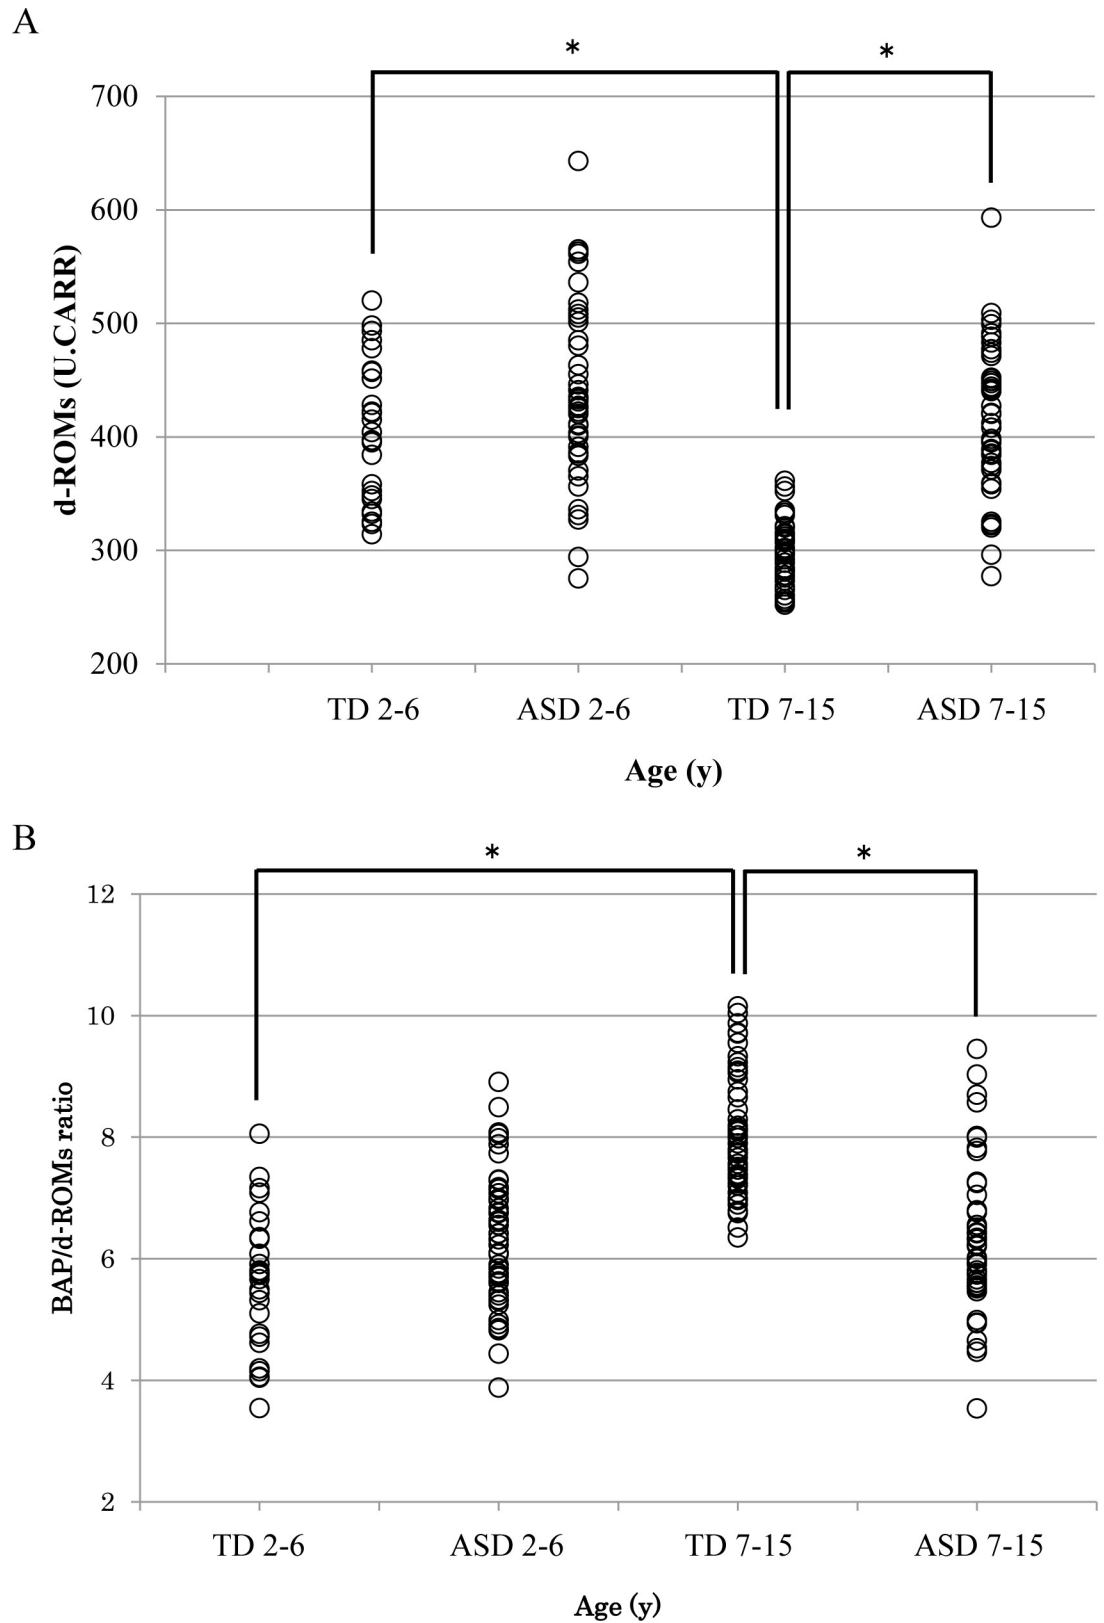 A
* *
700
600
500
400
300
200
d-ROMs (U.CARR)
TD 2-6 ASD 2-6 TD 7-15 ASD 7-15
Age (y)
B
* *
12
10
8
6
4
2
BAP/d-ROMs ratio
TD 2-6 ASD 2-6 TD 7-15 ASD 7-15
Age (y)